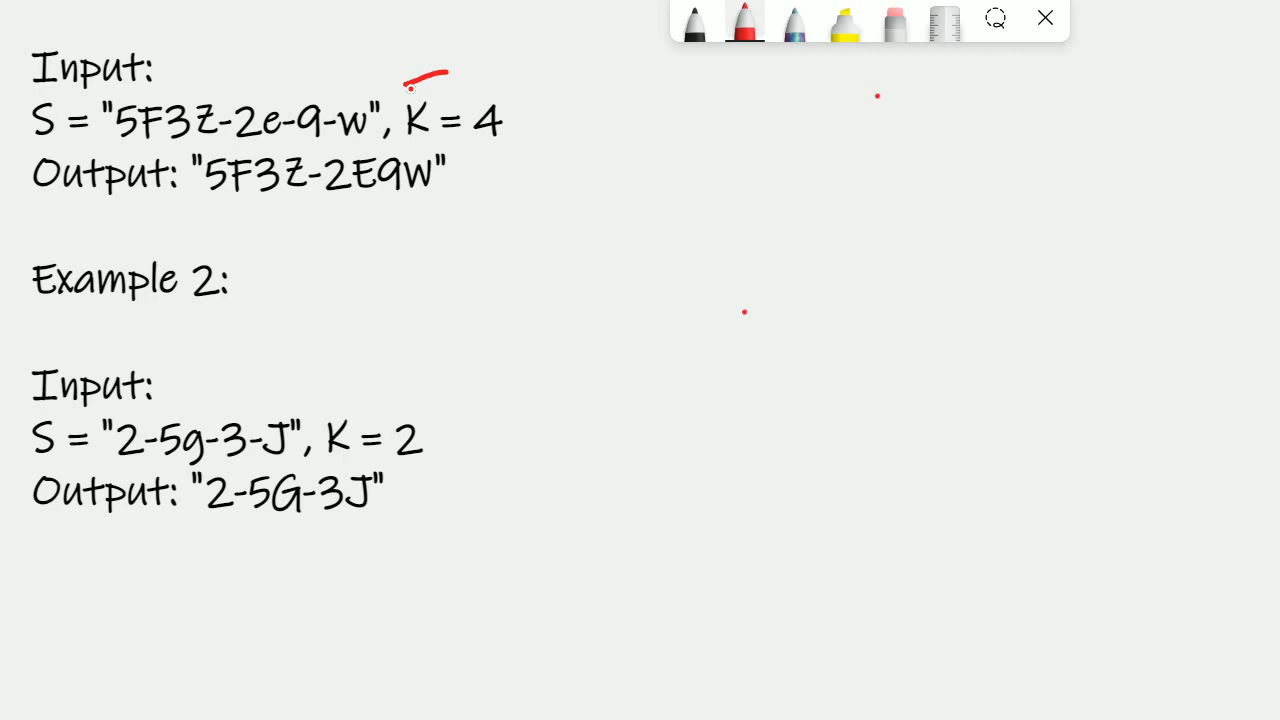 Input:
S = "5F3Z-2e-9-w", K = 4
Output: "5F3Z-2E9W"
Example 2:
Input:
S = "2-5g-3-J", K = 2
Output: "2-5G-3J"